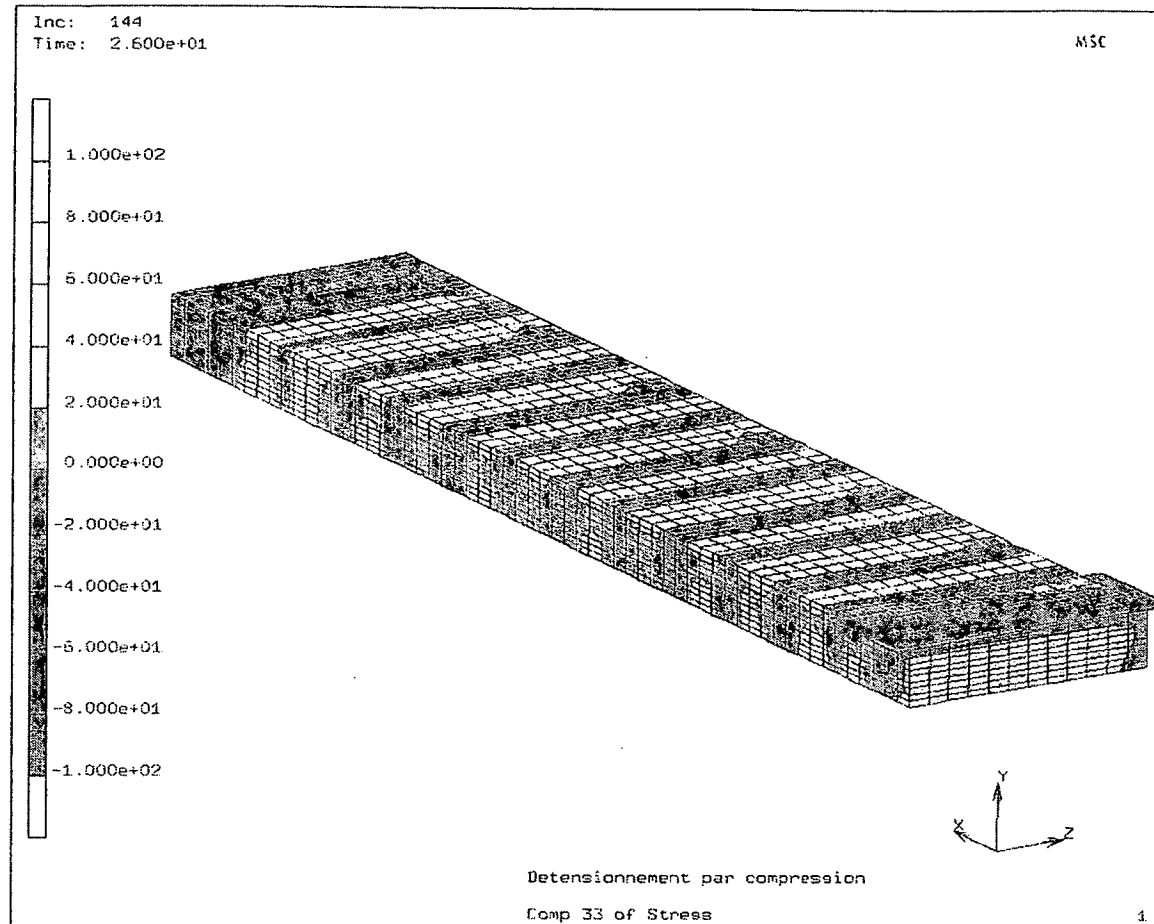 Inc: 144
Time: 2.600e+01
MSC
1.000e+02
8.000e+01
6.000e+01
4.000e+01
2.000e+01
0.000e+00
-2.000e+01
-4.000e+01
-6.000e+01
-8.000e+01
-1.000e+02
Y
X
Z
Detensionnement par compression
Comp 33 of Stress
1